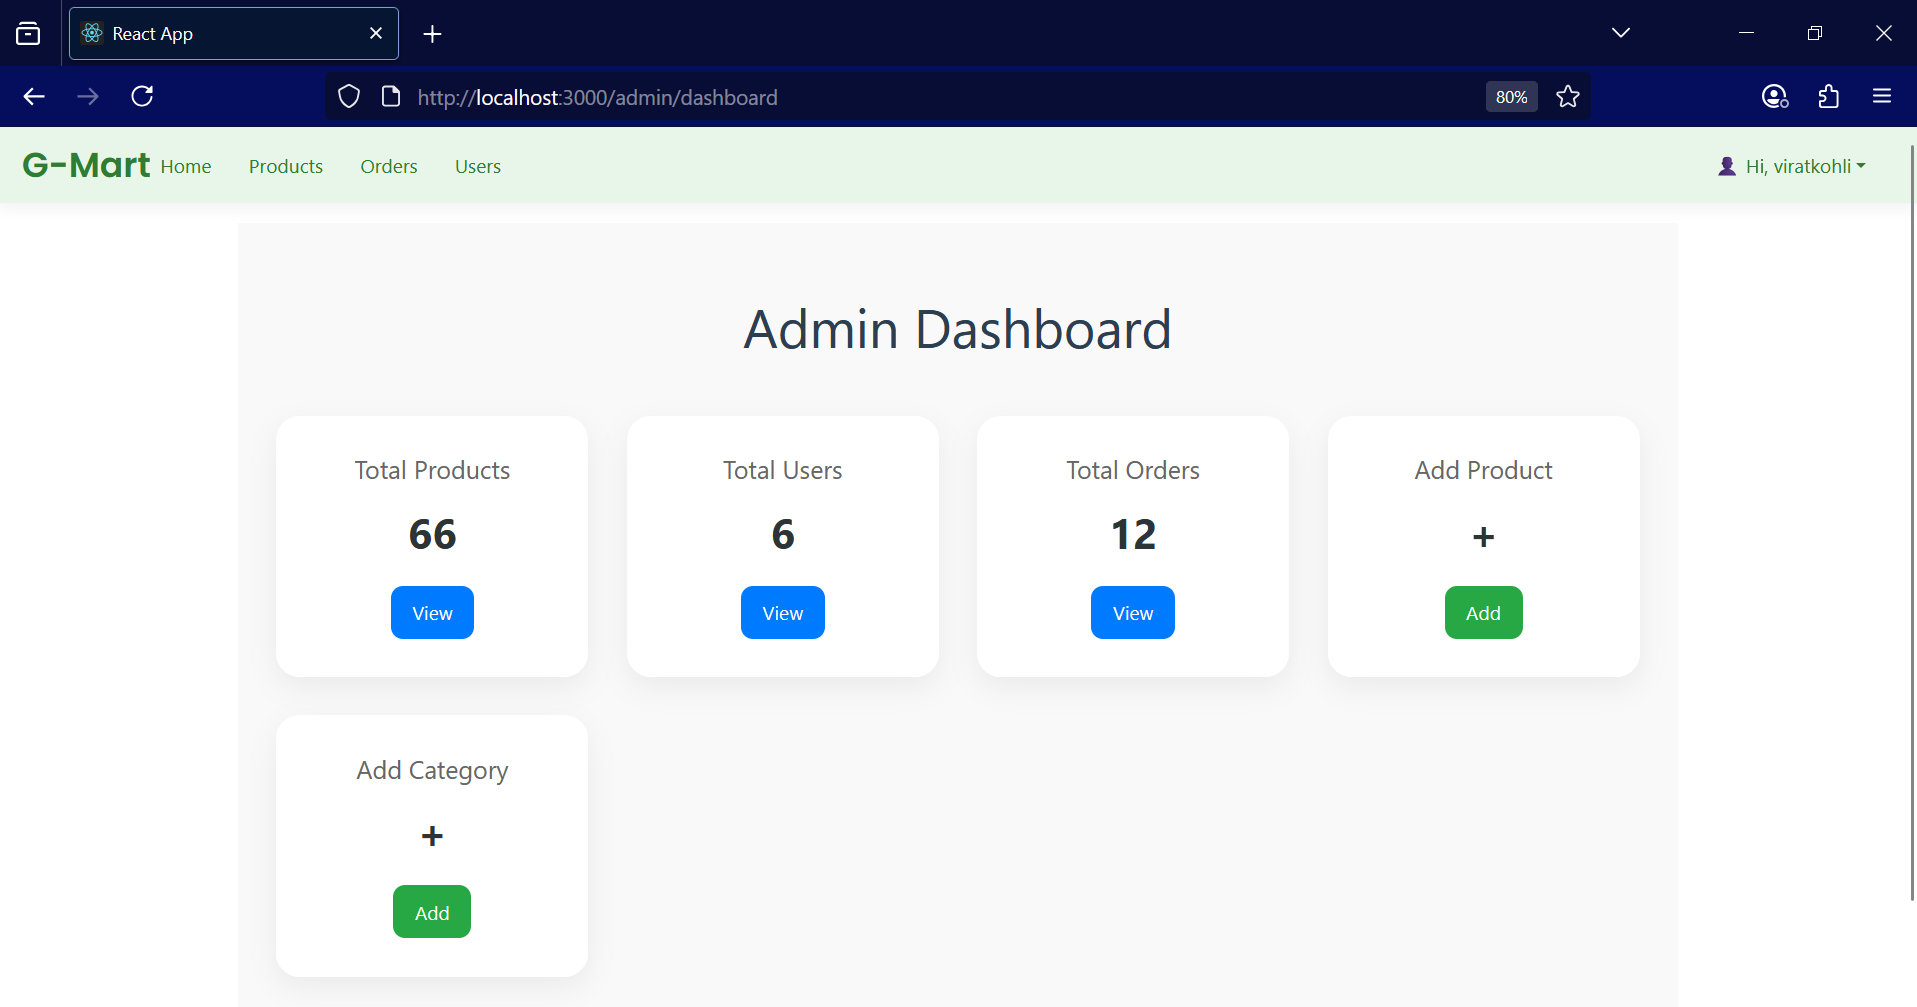 React App
http://localhost:3000/admin/dashboard
80%
G-Mart Home Products Orders Users
Hi, viratkohli
Admin Dashboard
Total Products
66
View
Total Users
6
View
Total Orders
12
View
Add Product
+
Add
Add Category
+
Add